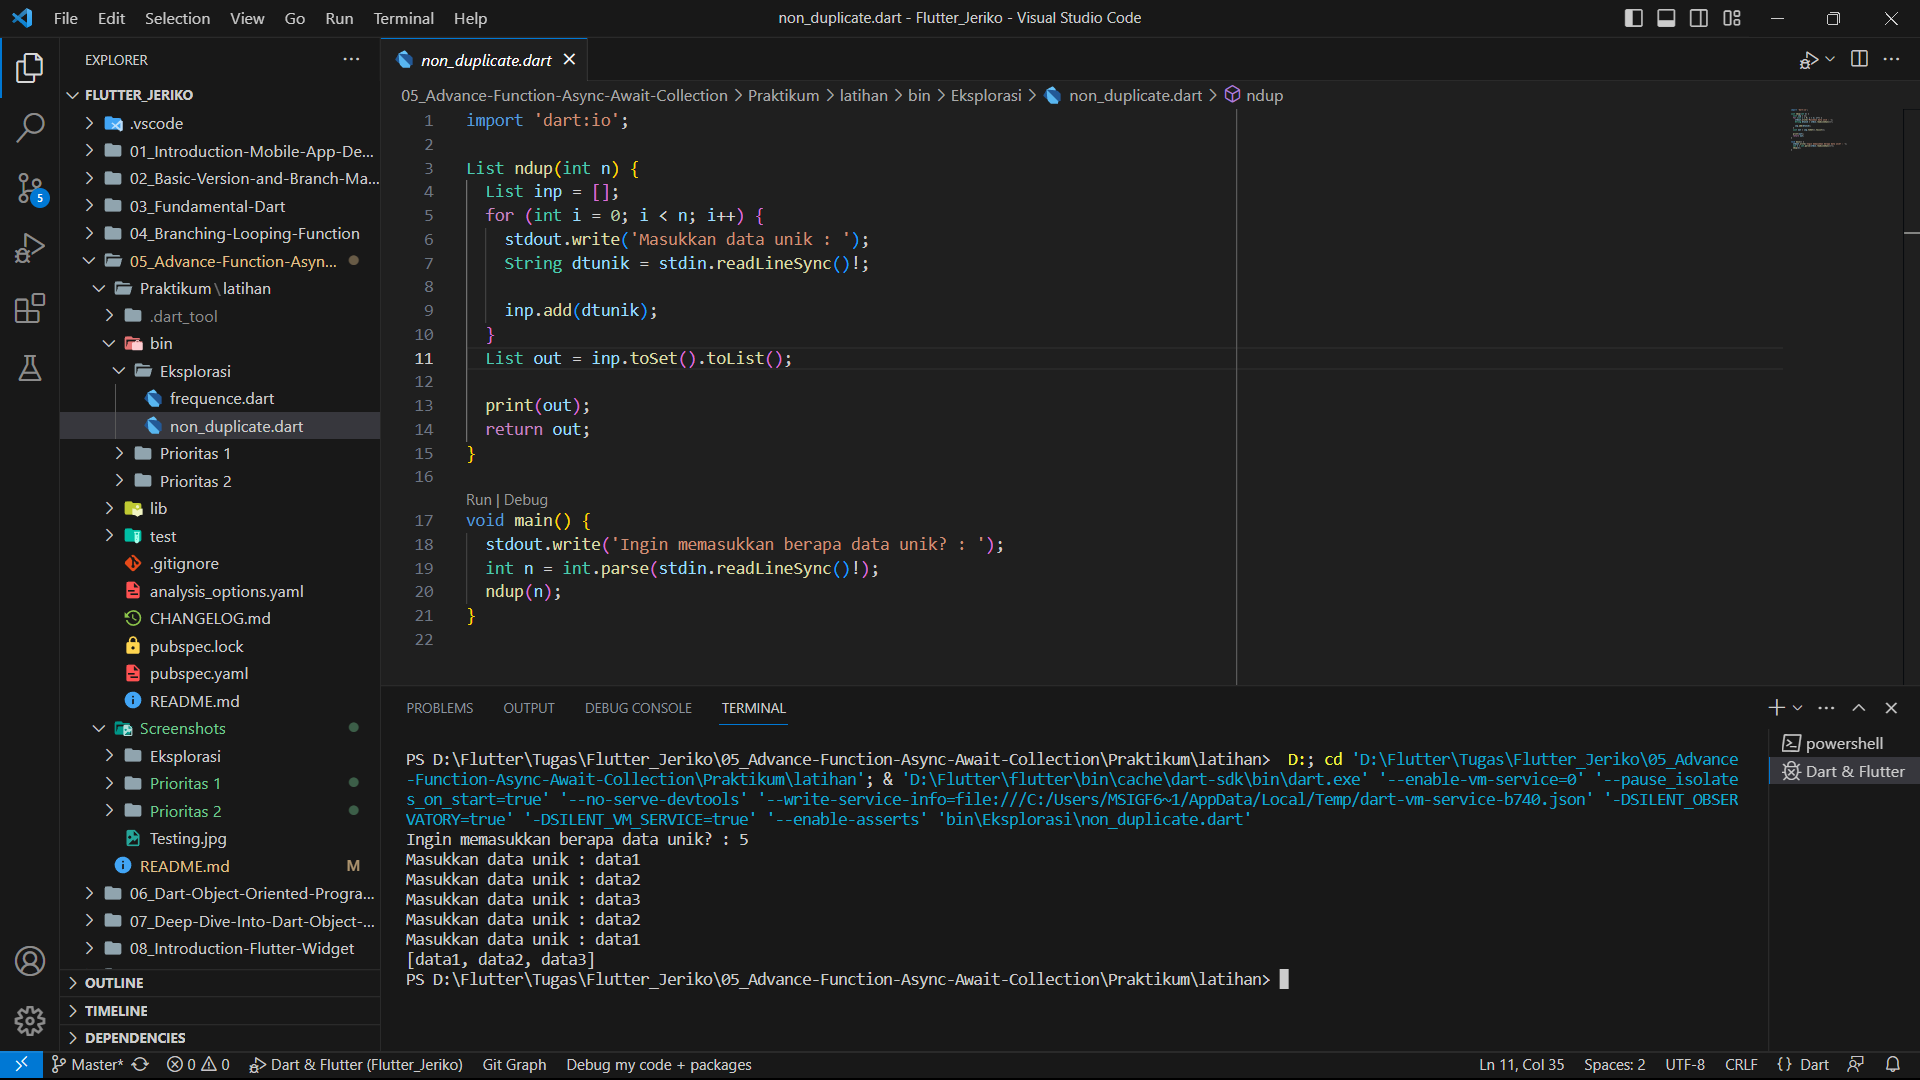 File Edit Selection View Go Run Terminal Help
non_duplicate.dart - Flutter_Jeriko - Visual Studio Code
EXPLORER
FLUTTER_JERIKO
.vscode
01_Introduction-Mobile-App-De...
02_Basic-Version-and-Branch-Ma...
03_Fundamental-Dart
04_Branching-Looping-Function
05_Advance-Function-Asyn...
Praktikum\latihan
.dart_tool
bin
Eksplorasi
frequence.dart
non_duplicate.dart
Prioritas 1
Prioritas 2
lib
test
.gitignore
analysis_options.yaml
CHANGELOG.md
pubspec.lock
pubspec.yaml
README.md
Screenshots
Eksplorasi
Prioritas 1
Prioritas 2
Testing.jpg
README.md M
06_Dart-Object-Oriented-Progra...
07_Deep-Dive-Into-Dart-Object-...
08_Introduction-Flutter-Widget
OUTLINE
TIMELINE
DEPENDENCIES
5
non_duplicate.dart
05_Advance-Function-Async-Await-Collection > Praktikum > latihan > bin > Eksplorasi > non_duplicate.dart > ndup
1 import 'dart:io';
2
3 List ndup(int n) {
4 List inp = [];
5 for (int i = 0; i < n; i++) {
6 stdout.write('Masukkan data unik : ');
7 String dtunik = stdin.readLineSync()!;
8
9 inp.add(dtunik);
10 }
11 List out = inp.toSet().toList();
12
13 print(out);
14 return out;
15 }
16
Run | Debug
17 void main() {
18 stdout.write('Ingin memasukkan berapa data unik? : ');
19 int n = int.parse(stdin.readLineSync()!);
20 ndup(n);
21 }
22
PROBLEMS OUTPUT DEBUG CONSOLE TERMINAL
powershell
Dart & Flutter
PS D:\Flutter\Tugas\Flutter_Jeriko\05_Advance-Function-Async-Await-Collection\Praktikum\latihan>  D:; cd 'D:\Flutter\Tugas\Flutter_Jeriko\05_Advance
-Function-Async-Await-Collection\Praktikum\latihan'; & 'D:\Flutter\flutter\bin\cache\dart-sdk\bin\dart.exe' '--enable-vm-service=0' '--pause_isolate
s_on_start=true' '--no-serve-devtools' '--write-service-info=file:///C:/Users/MSIGF6~1/AppData/Local/Temp/dart-vm-service-b740.json' '-DSILENT_OBSER
VATORY=true' '-DSILENT_VM_SERVICE=true' '--enable-asserts' 'bin\Eksplorasi\non_duplicate.dart'
Ingin memasukkan berapa data unik? : 5
Masukkan data unik : data1
Masukkan data unik : data2
Masukkan data unik : data3
Masukkan data unik : data2
Masukkan data unik : data1
[data1, data2, data3]
PS D:\Flutter\Tugas\Flutter_Jeriko\05_Advance-Function-Async-Await-Collection\Praktikum\latihan>
Master* 0 0 Dart & Flutter (Flutter_Jeriko) Git Graph Debug my code + packages
Ln 11, Col 35 Spaces: 2 UTF-8 CRLF {} Dart